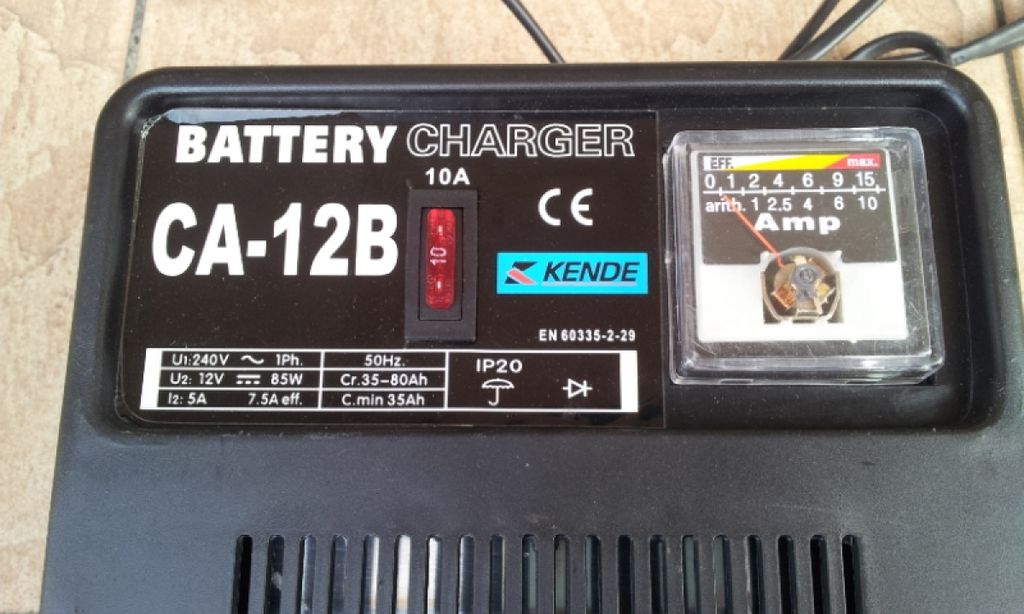 BATTERY CHARGER
10A
CA-12B
10
CE
KENDE
EN 60335-2-29
U1:240V ~ 1Ph. 50Hz.
U2: 12V ⎓ 85W Cr.35-80Ah
I2: 5A 7.5A eff. C.min 35Ah
IP20
EFF. max.
0 1 2 4 6 9 15
arith. 1 2.5 4 6 10
Amp